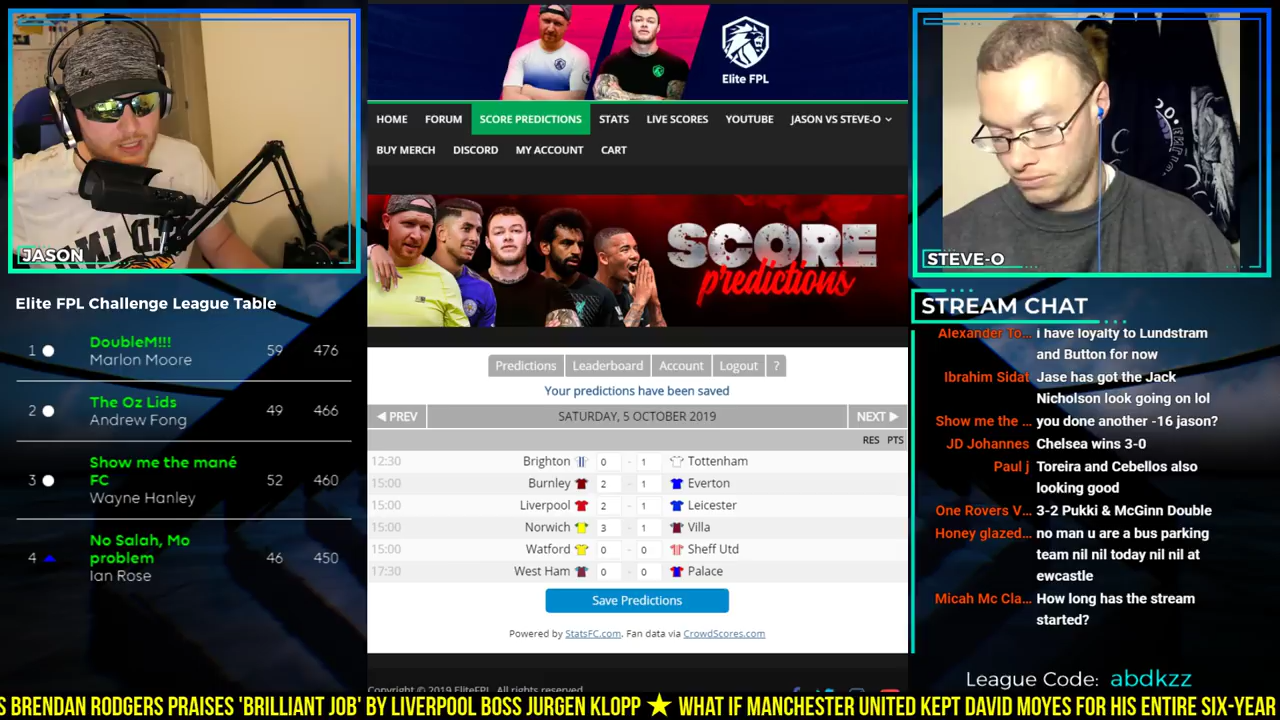 Elite FPL
HOME FORUM SCORE PREDICTIONS STATS LIVE SCORES YOUTUBE JASON VS STEVE-O
BUY MERCH DISCORD MY ACCOUNT CART
JASON
STEVE-O
SCORE
predictions
Elite FPL Challenge League Table
1 DoubleM!!! 59 476
Marlon Moore
2 The Oz Lids 49 466
Andrew Fong
3 Show me the mané FC 52 460
Wayne Hanley
4 No Salah, Mo problem 46 450
Ian Rose
Predictions Leaderboard Account Logout ?
Your predictions have been saved
PREV SATURDAY, 5 OCTOBER 2019 NEXT
RES PTS
12:30 Brighton 0 - 1 Tottenham
15:00 Burnley 2 - 1 Everton
15:00 Liverpool 2 - 1 Leicester
15:00 Norwich 3 - 1 Villa
15:00 Watford 0 - 0 Sheff Utd
17:30 West Ham 0 - 0 Palace
Save Predictions
Powered by StatsFC.com. Fan data via CrowdScores.com
Copyright © 2019 EliteFPL. All rights reserved
STREAM CHAT
Alexander To... i have loyalty to Lundstram
and Button for now
Ibrahim Sidat Jase has got the Jack
Nicholson look going on lol
Show me the ... you done another -16 jason?
JD Johannes Chelsea wins 3-0
Paul j Toreira and Cebellos also
looking good
One Rovers V... 3-2 Pukki & McGinn Double
Honey glazed... no man u are a bus parking
team nil nil today nil nil at
ewcastle
Micah Mc Cla... How long has the stream
started?
League Code: abdkzz
S BRENDAN RODGERS PRAISES 'BRILLIANT JOB' BY LIVERPOOL BOSS JURGEN KLOPP ★ WHAT IF MANCHESTER UNITED KEPT DAVID MOYES FOR HIS ENTIRE SIX-YEAR